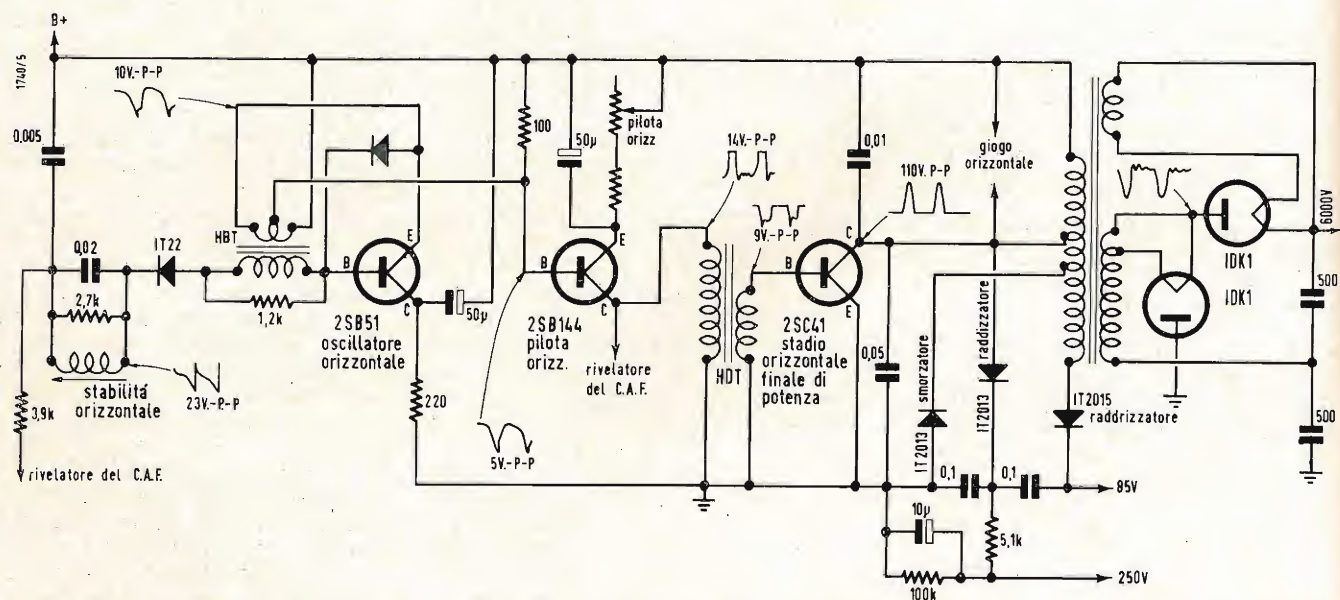 B+
1740/5
10V.-P-P
0,005
HBT
0,02
IT22
2,7k
1,2k
stabilitá
orizzontale
23V.-P-P
3,9k
rivelatore del C.A.F.
B
E
C
2SB51
oscillatore
orizzontale
50µ
220
100
5V.-P-P
50µ
pilota
orizz
B
E
C
2SB144
pilota
orizz.
rivelatore
del C.A.F.
14V.-P-P
9V.-P-P
HDT
B
C
E
2SC41
stadio
orizzontale
finale di
potenza
0,01
110V. P-P
giogo
orizzontale
0,05
IT2013 smorzatore
IT2013 raddizzatore
IT2015
raddrizzatore
0,1
0,1
85V
10µ
100k
5,1k
250V
IDK1
IDK1
6000V
500
500